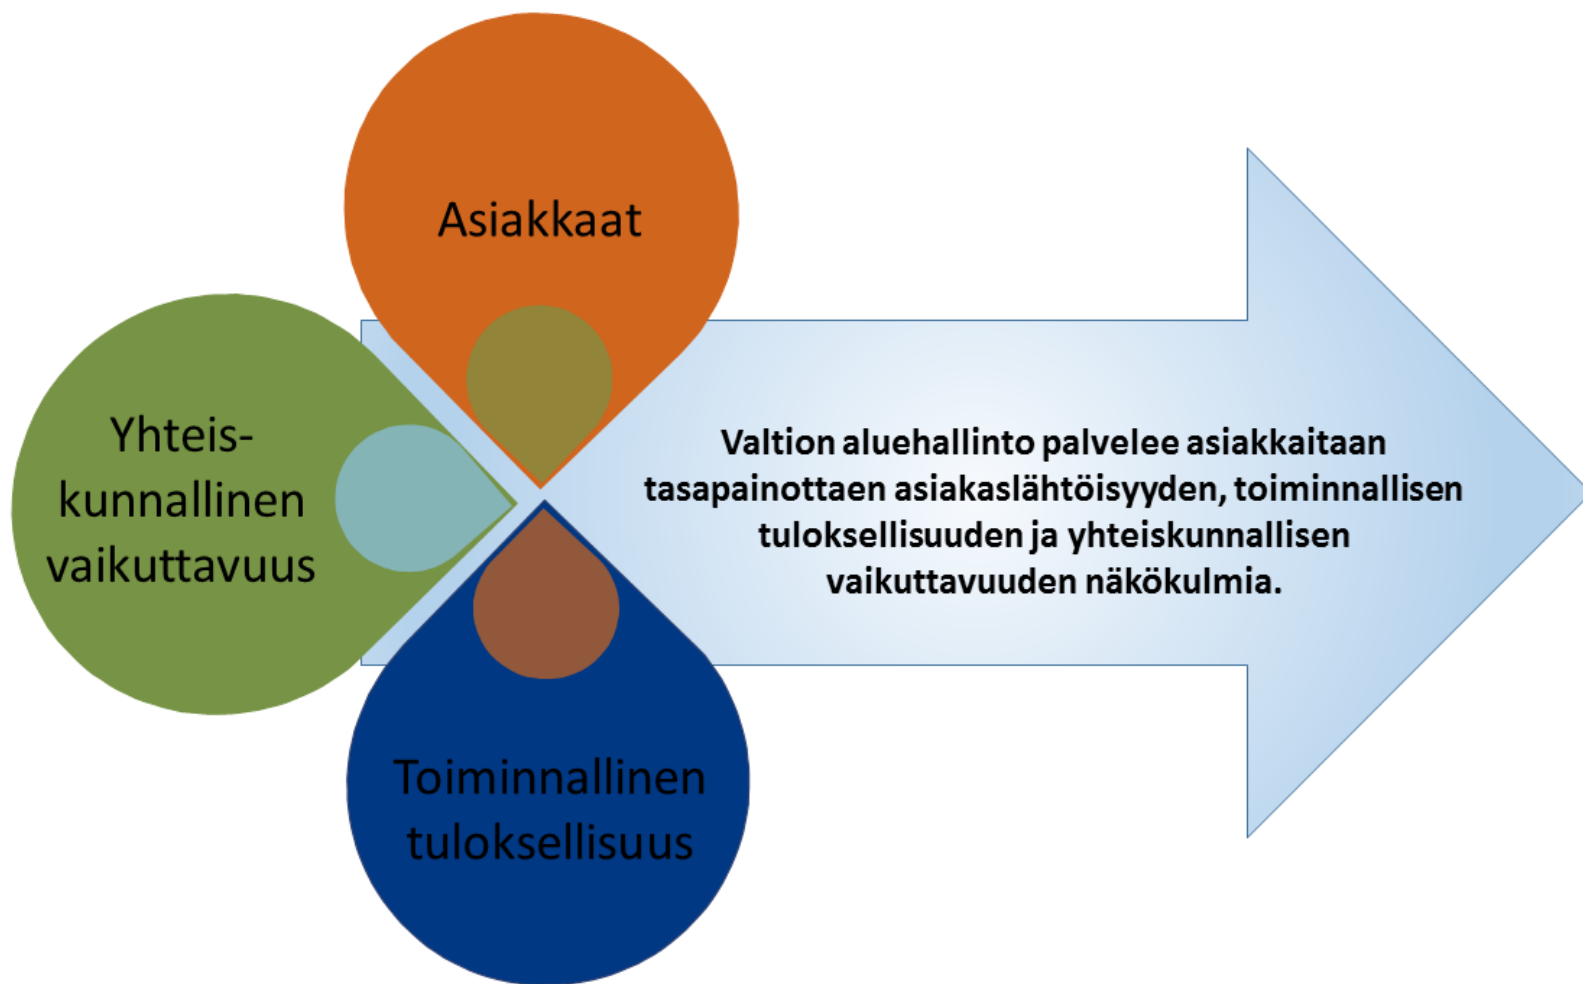 Asiakkaat
Yhteis-
kunnallinen
vaikuttavuus
Toiminnallinen
tuloksellisuus
Valtion aluehallinto palvelee asiakkaitaan
tasapainottaen asiakaslähtöisyyden, toiminnallisen
tuloksellisuuden ja yhteiskunnallisen
vaikuttavuuden näkökulmia.